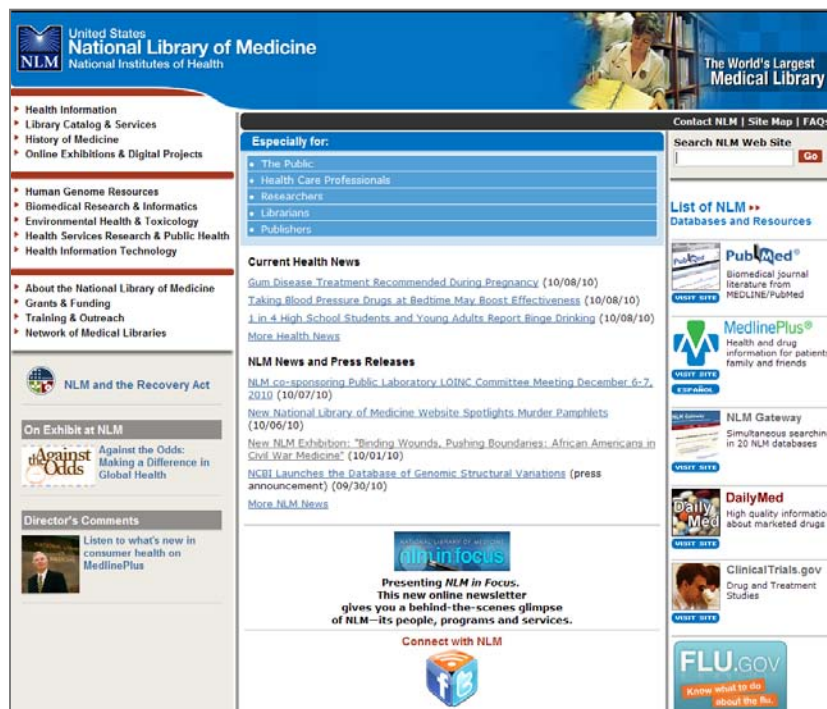 United States
National Library of Medicine
National Institutes of Health
NLM
The World's Largest
Medical Library
Health Information
Library Catalog & Services
History of Medicine
Online Exhibitions & Digital Projects
Human Genome Resources
Biomedical Research & Informatics
Environmental Health & Toxicology
Health Services Research & Public Health
Health Information Technology
About the National Library of Medicine
Grants & Funding
Training & Outreach
Network of Medical Libraries
NLM and the Recovery Act
On Exhibit at NLM
Against
the Odds
Against the Odds:
Making a Difference in
Global Health
Director's Comments
Listen to what's new in
consumer health on
MedlinePlus
Especially for:
The Public
Health Care Professionals
Researchers
Librarians
Publishers
Current Health News
Gum Disease Treatment Recommended During Pregnancy (10/08/10)
Taking Blood Pressure Drugs at Bedtime May Boost Effectiveness (10/08/10)
1 in 4 High School Students and Young Adults Report Binge Drinking (10/08/10)
More Health News
NLM News and Press Releases
NLM co-sponsoring Public Laboratory LOINC Committee Meeting December 6-7,
2010 (10/07/10)
New National Library of Medicine Website Spotlights Murder Pamphlets
(10/06/10)
New NLM Exhibition: "Binding Wounds, Pushing Boundaries: African Americans in
Civil War Medicine" (10/01/10)
NCBI Launches the Database of Genomic Structural Variations (press
announcement) (09/30/10)
More NLM News
NATIONAL LIBRARY OF MEDICINE
nlm in focus
Presenting NLM in Focus.
This new online newsletter
gives you a behind-the-scenes glimpse
of NLM—its people, programs and services.
Connect with NLM
Contact NLM | Site Map | FAQs
Search NLM Web Site
Go
List of NLM
Databases and Resources
PubMed
PubMed®
Biomedical journal
literature from
MEDLINE/PubMed
VISIT SITE
MedlinePlus®
Health and drug
information for patients
family and friends
VISIT SITE
ESPAÑOL
NLM Gateway
NLM Gateway
Simultaneous searchin
in 20 NLM databases
VISIT SITE
Daily
Med
DailyMed
High quality informatio
about marketed drugs
VISIT SITE
ClinicalTrials.gov
Drug and Treatment
Studies
VISIT SITE
FLU.GOV
Know what to do
about the flu.